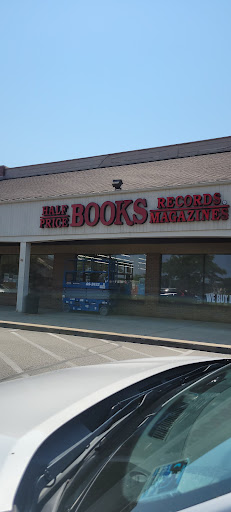 HALF PRICE
BOOKS
RECORDS
MAGAZINES
WE BUY